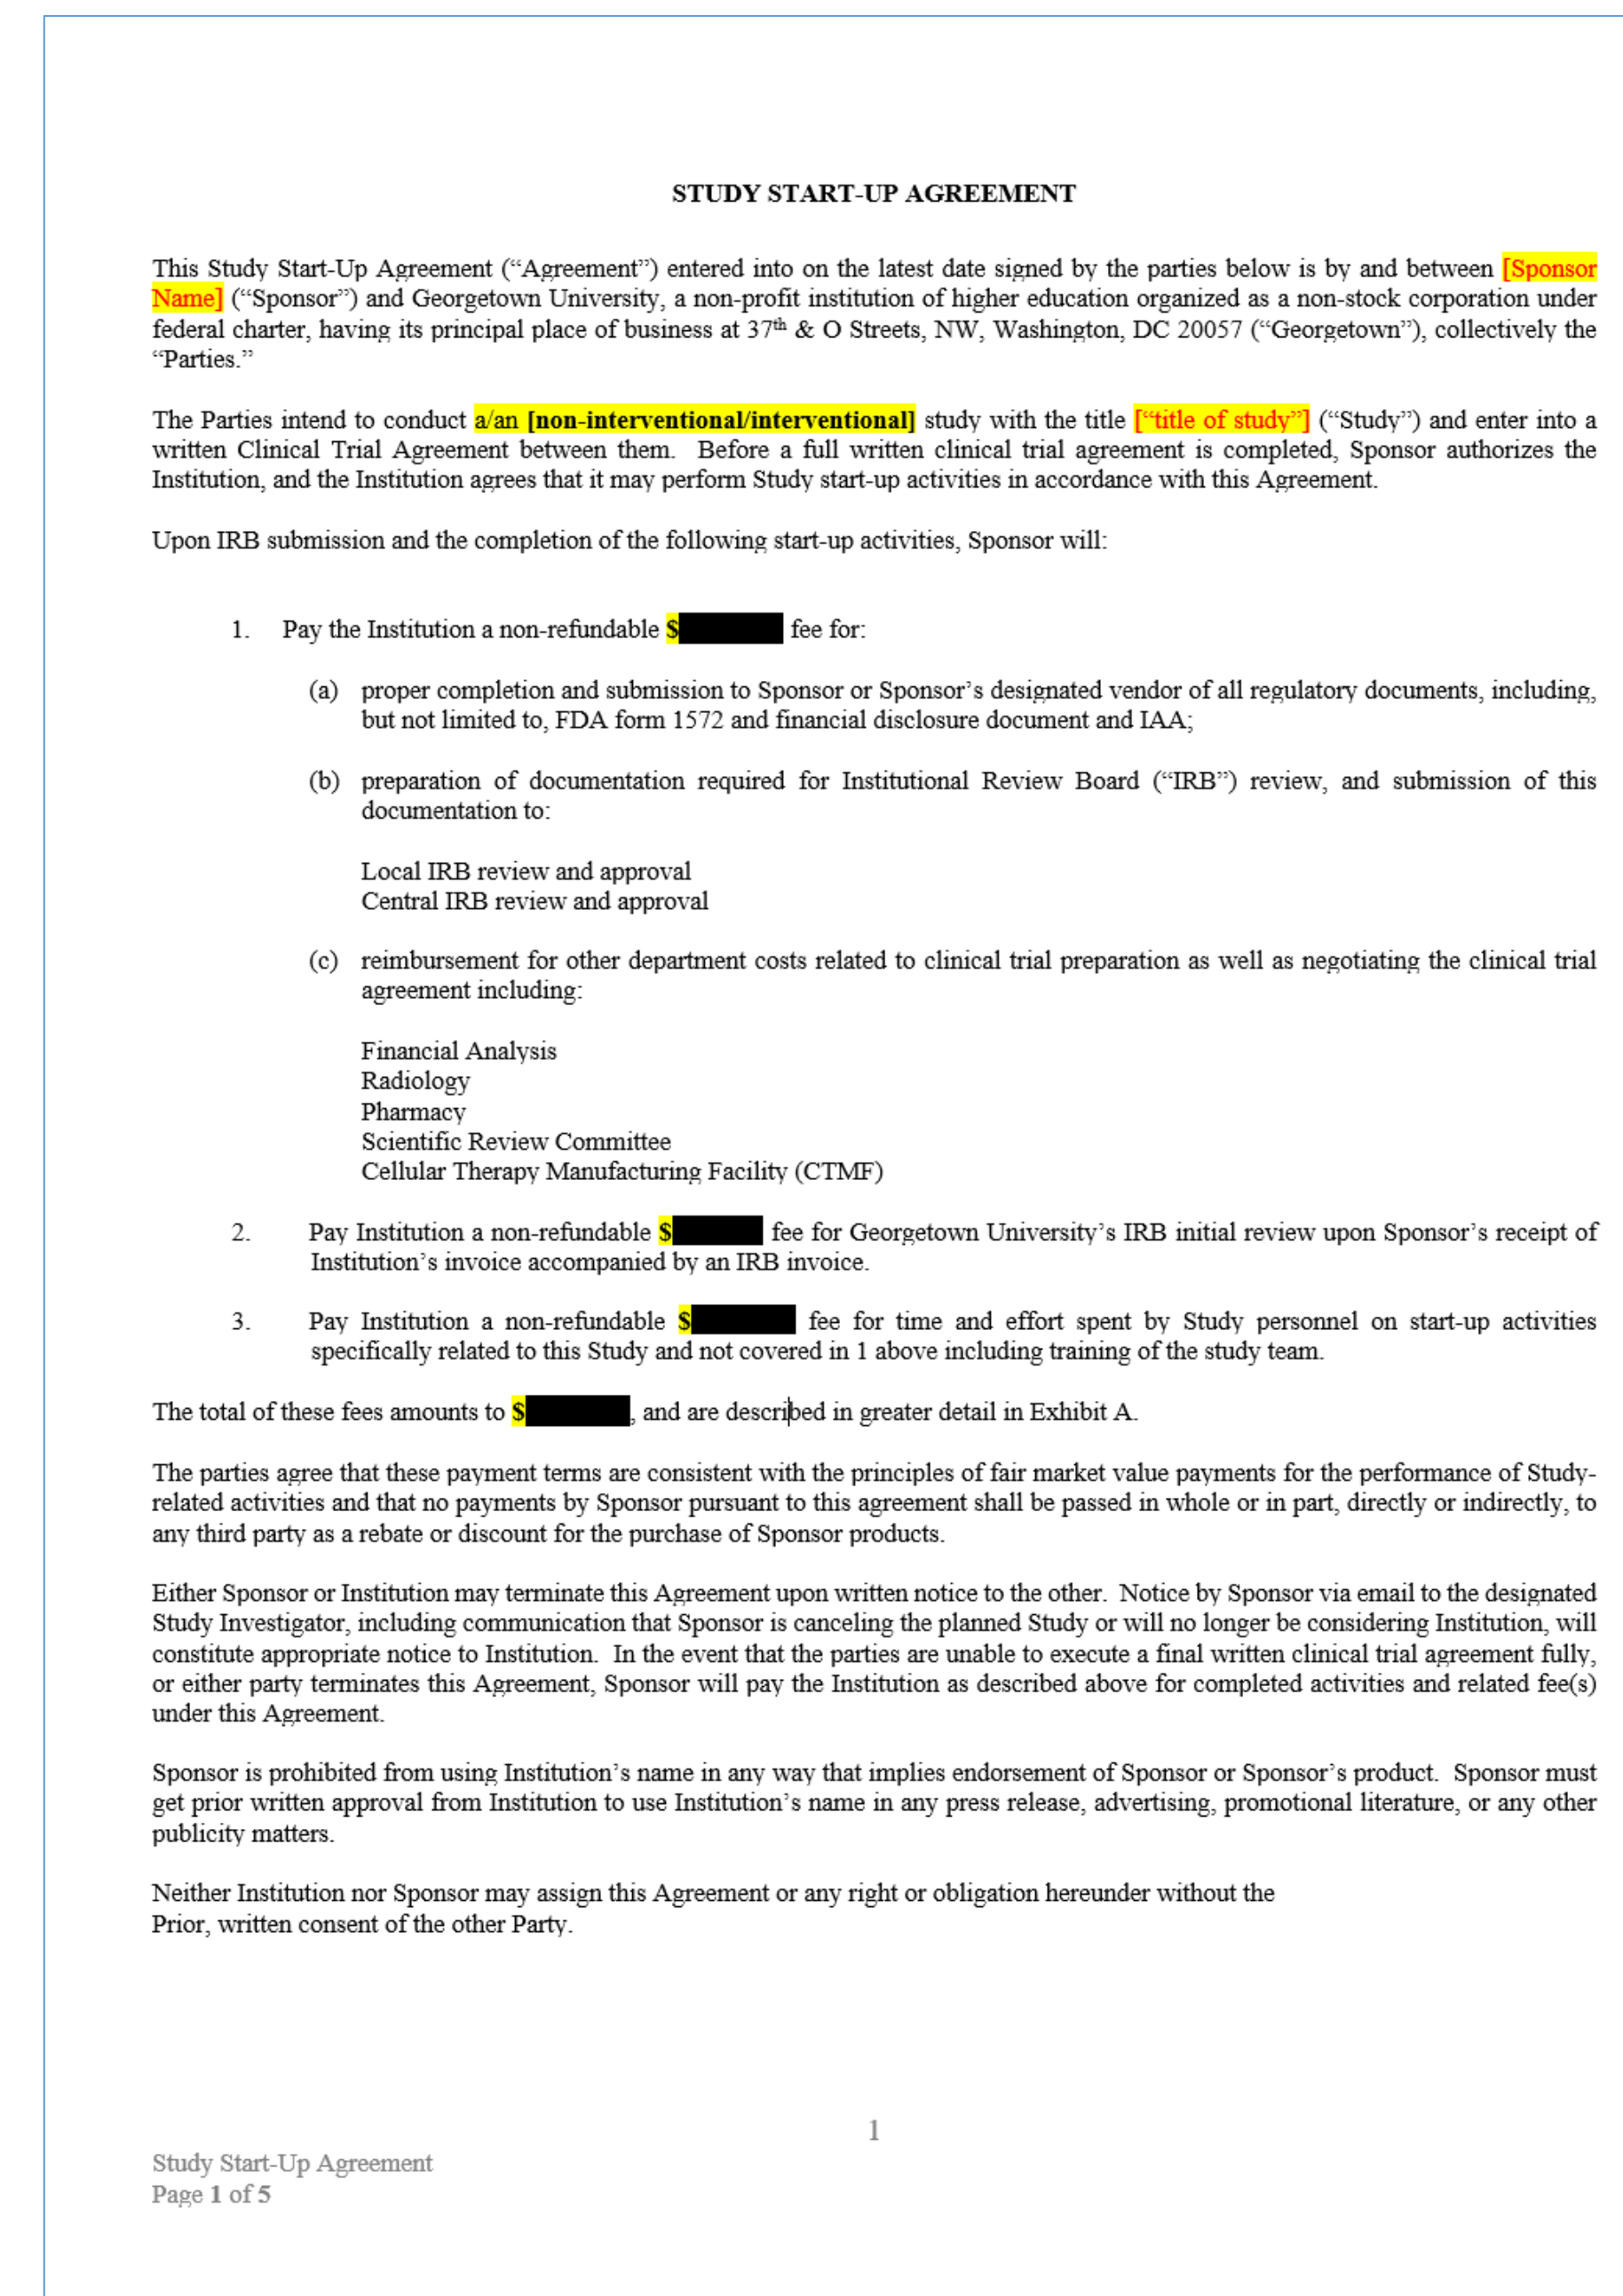 STUDY START-UP AGREEMENT
This Study Start-Up Agreement (“Agreement”) entered into on the latest date signed by the parties below is by and between [Sponsor
Name] (“Sponsor”) and Georgetown University, a non-profit institution of higher education organized as a non-stock corporation under
federal charter, having its principal place of business at 37th & O Streets, NW, Washington, DC 20057 (“Georgetown”), collectively the
“Parties.”
The Parties intend to conduct a/an [non-interventional/interventional] study with the title [“title of study”] (“Study”) and enter into a
written Clinical Trial Agreement between them. Before a full written clinical trial agreement is completed, Sponsor authorizes the
Institution, and the Institution agrees that it may perform Study start-up activities in accordance with this Agreement.
Upon IRB submission and the completion of the following start-up activities, Sponsor will:
1. Pay the Institution a non-refundable $ fee for:
(a) proper completion and submission to Sponsor or Sponsor’s designated vendor of all regulatory documents, including,
but not limited to, FDA form 1572 and financial disclosure document and IAA;
(b) preparation of documentation required for Institutional Review Board (“IRB”) review, and submission of this
documentation to:
Local IRB review and approval
Central IRB review and approval
(c) reimbursement for other department costs related to clinical trial preparation as well as negotiating the clinical trial
agreement including:
Financial Analysis
Radiology
Pharmacy
Scientific Review Committee
Cellular Therapy Manufacturing Facility (CTMF)
2. Pay Institution a non-refundable $ fee for Georgetown University’s IRB initial review upon Sponsor’s receipt of
Institution’s invoice accompanied by an IRB invoice.
3. Pay Institution a non-refundable $ fee for time and effort spent by Study personnel on start-up activities
specifically related to this Study and not covered in 1 above including training of the study team.
The total of these fees amounts to $, and are described in greater detail in Exhibit A.
The parties agree that these payment terms are consistent with the principles of fair market value payments for the performance of Study-
related activities and that no payments by Sponsor pursuant to this agreement shall be passed in whole or in part, directly or indirectly, to
any third party as a rebate or discount for the purchase of Sponsor products.
Either Sponsor or Institution may terminate this Agreement upon written notice to the other. Notice by Sponsor via email to the designated
Study Investigator, including communication that Sponsor is canceling the planned Study or will no longer be considering Institution, will
constitute appropriate notice to Institution. In the event that the parties are unable to execute a final written clinical trial agreement fully,
or either party terminates this Agreement, Sponsor will pay the Institution as described above for completed activities and related fee(s)
under this Agreement.
Sponsor is prohibited from using Institution’s name in any way that implies endorsement of Sponsor or Sponsor’s product. Sponsor must
get prior written approval from Institution to use Institution’s name in any press release, advertising, promotional literature, or any other
publicity matters.
Neither Institution nor Sponsor may assign this Agreement or any right or obligation hereunder without the
Prior, written consent of the other Party.
1
Study Start-Up Agreement
Page 1 of 5